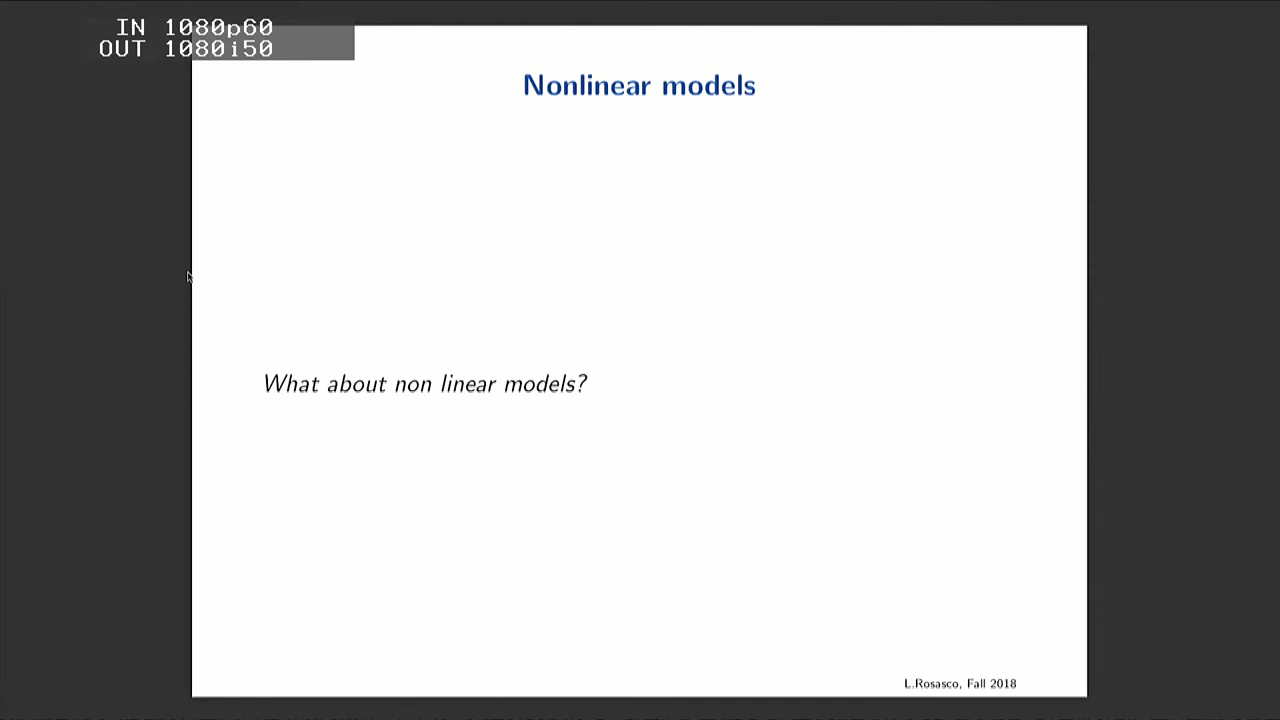 IN 1080p60
OUT 1080i50
Nonlinear models
What about non linear models?
L.Rosasco, Fall 2018